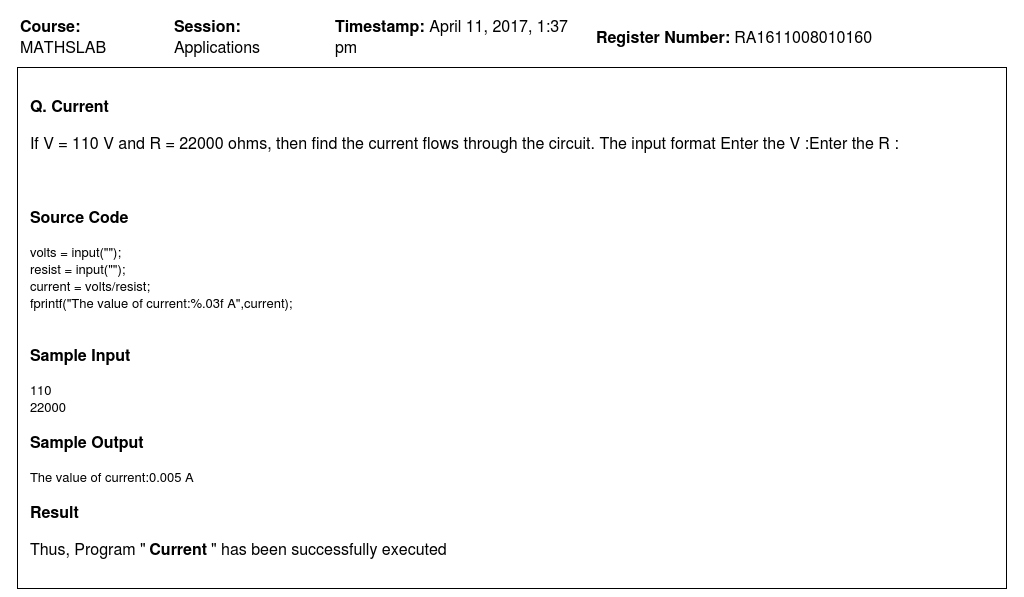 Course:
MATHSLAB
Session:
Applications
Timestamp: April 11, 2017, 1:37
pm
Register Number: RA1611008010160
Q. Current
If V = 110 V and R = 22000 ohms, then find the current flows through the circuit. The input format Enter the V :Enter the R :
Source Code
volts = input("");
resist = input("");
current = volts/resist;
fprintf("The value of current:%.03f A",current);
Sample Input
110
22000
Sample Output
The value of current:0.005 A
Result
Thus, Program " Current " has been successfully executed